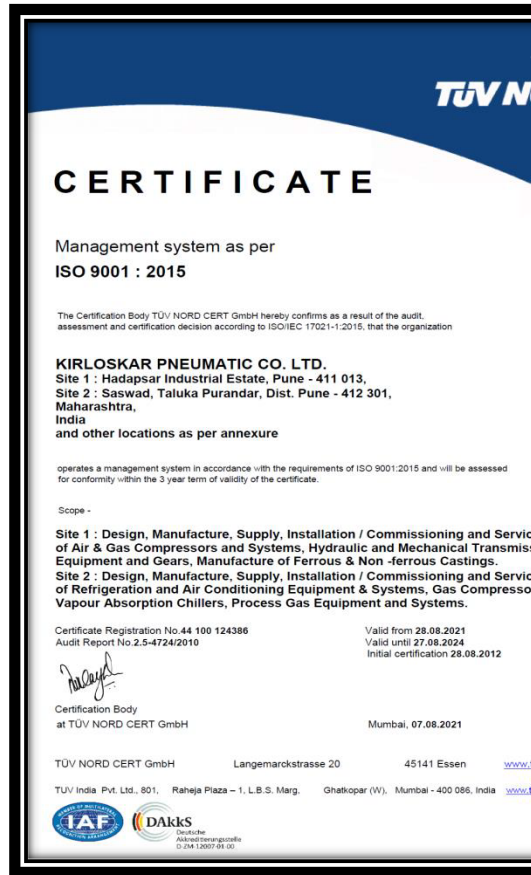 TÜV NO
CERTIFICATE
Management system as per
ISO 9001 : 2015
The Certification Body TÜV NORD CERT GmbH hereby confirms as a result of the audit,
assessment and certification decision according to ISO/IEC 17021-1:2015, that the organization
KIRLOSKAR PNEUMATIC CO. LTD.
Site 1 : Hadapsar Industrial Estate, Pune - 411 013,
Site 2 : Saswad, Taluka Purandar, Dist. Pune - 412 301,
Maharashtra,
India
and other locations as per annexure
operates a management system in accordance with the requirements of ISO 9001:2015 and will be assessed
for conformity within the 3 year term of validity of the certificate.
Scope -
Site 1 : Design, Manufacture, Supply, Installation / Commissioning and Servic
of Air & Gas Compressors and Systems, Hydraulic and Mechanical Transmiss
Equipment and Gears, Manufacture of Ferrous & Non -ferrous Castings.
Site 2 : Design, Manufacture, Supply, Installation / Commissioning and Servic
of Refrigeration and Air Conditioning Equipment & Systems, Gas Compresso
Vapour Absorption Chillers, Process Gas Equipment and Systems.
Certificate Registration No.44 100 124386 Valid from 28.08.2021
Audit Report No.2.5-4724/2010 Valid until 27.08.2024
Initial certification 28.08.2012
Certification Body
at TÜV NORD CERT GmbH Mumbai, 07.08.2021
TÜV NORD CERT GmbH Langemarckstrasse 20 45141 Essen www.t
TUV India Pvt. Ltd., 801, Raheja Plaza – 1, L.B.S. Marg. Ghatkopar (W), Mumbai - 400 086, India www.t
MEMBER OF MULTILATERAL
IAF
RECOGNITION ARRANGEMENT
DAkkS
Deutsche
Akkreditierungsstelle
D-ZM-12007-01-00